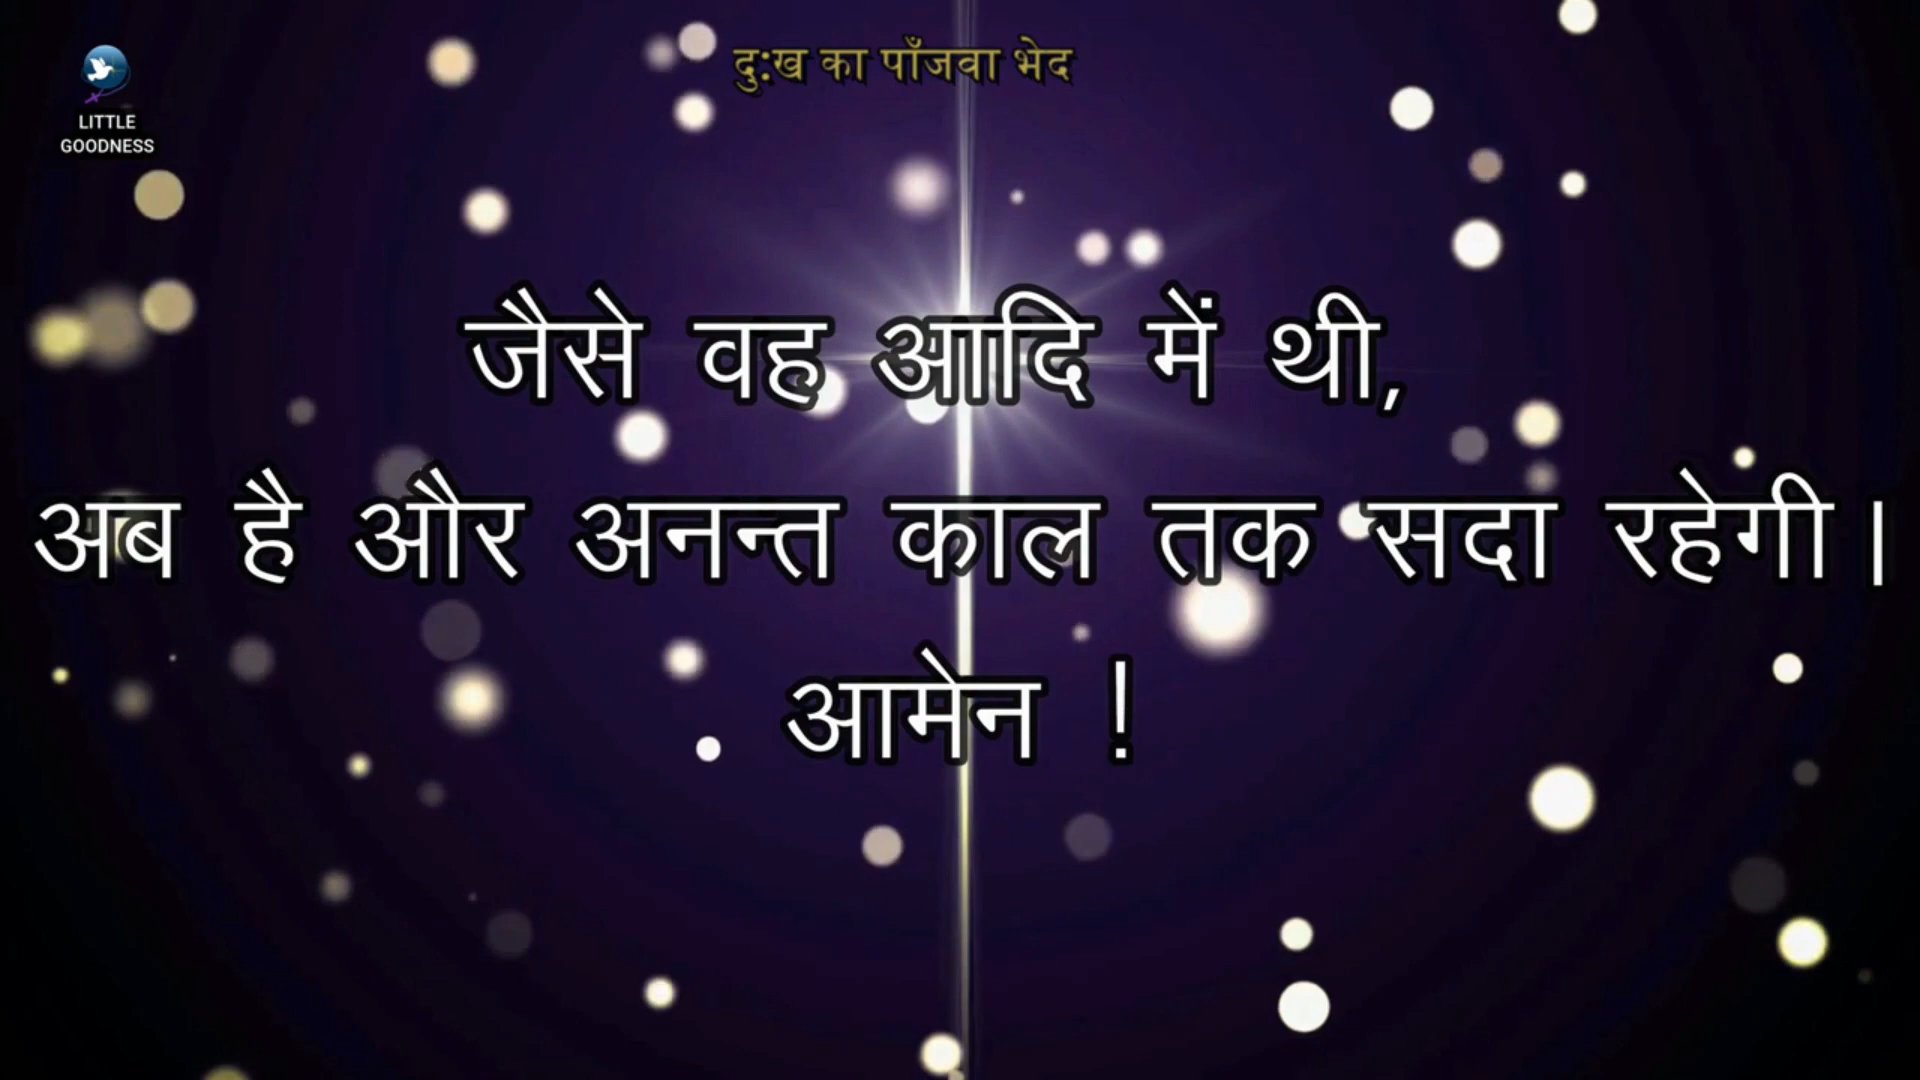 दु:ख का पाँजवा भेद
LITTLE
GOODNESS
जैसे वह आदि में थी,
अब है और अनन्त काल तक सदा रहेगी।
आमेन !